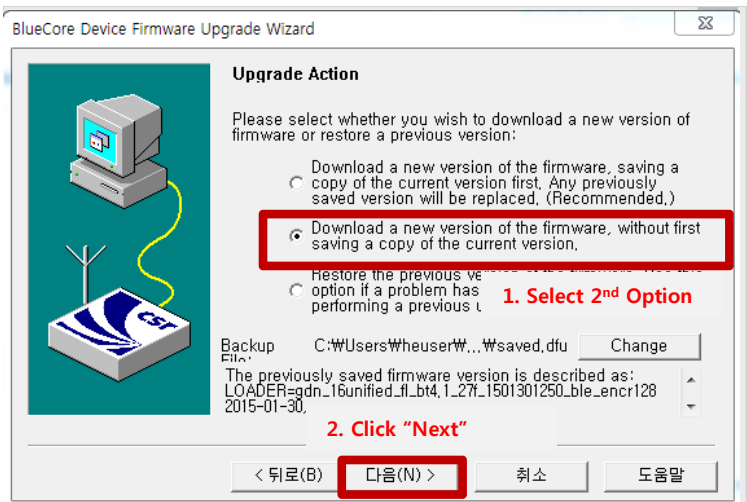 BlueCore Device Firmware Upgrade Wizard
Upgrade Action
Please select whether you wish to download a new version of
firmware or restore a previous version:
Download a new version of the firmware, saving a
copy of the current version first. Any previously
saved version will be replaced. (Recommended.)
Download a new version of the firmware, without first
saving a copy of the current version.
Restore the previous
option if a problem has
performing a previous
1. Select 2nd Option
Backup
File:
C:₩Users₩heuser₩...₩saved.dfu
Change
The previously saved firmware version is described as:
LOADER=gdn_16unified_fl_bt4.1_27f_1501301250_ble_encr128
2015-01-30,
2. Click “Next”
< 뒤로(B)
다음(N) >
취소
도움말
CSr